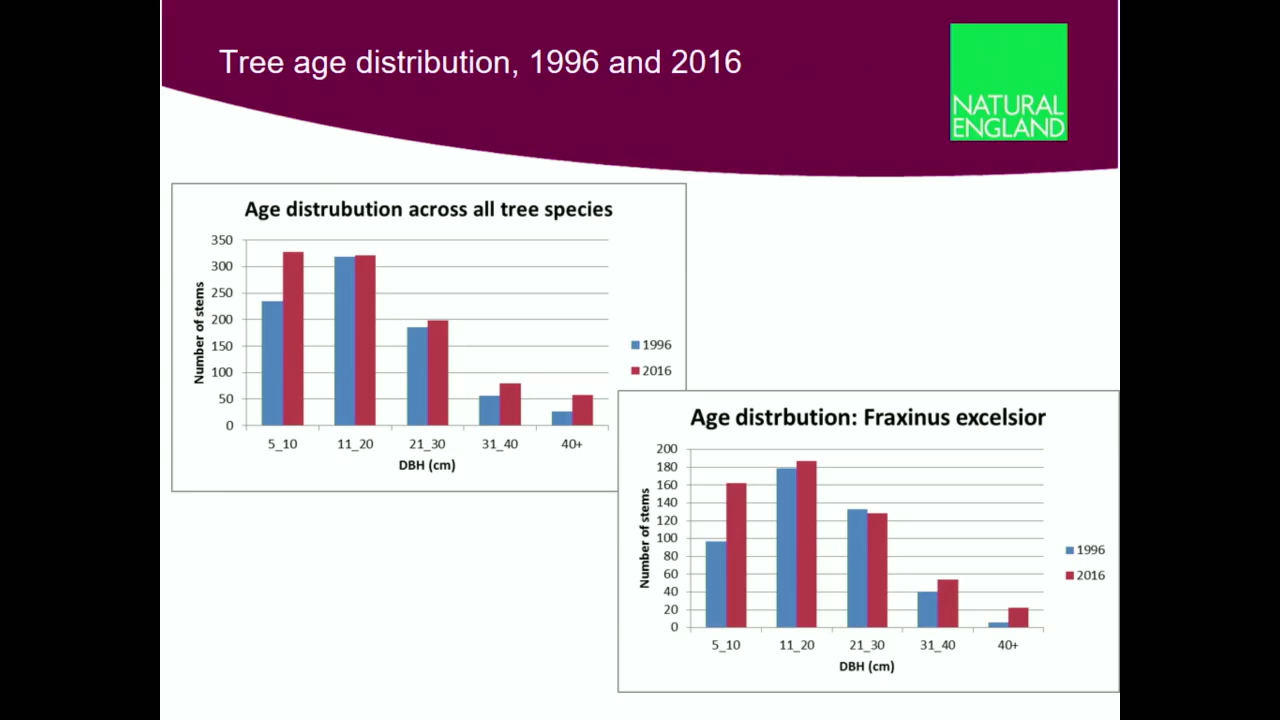 Tree age distribution, 1996 and 2016
NATURAL
ENGLAND
Age distrubution across all tree species
350
300
250
200
150
100
50
0
Number of stems
5_10 11_20 21_30 31_40 40+
DBH (cm)
1996
2016
Age distrbution: Fraxinus excelsior
200
180
160
140
120
100
80
60
40
20
0
Number of stems
5_10 11_20 21_30 31_40 40+
DBH (cm)
1996
2016